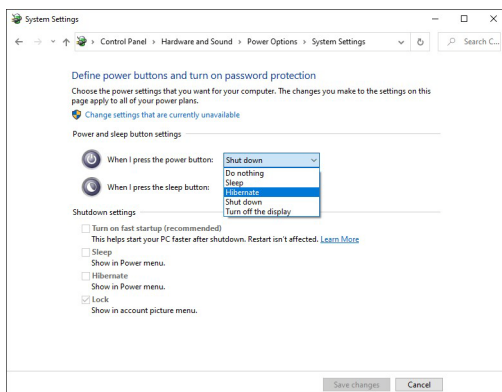 System Settings
Control Panel > Hardware and Sound > Power Options > System Settings
Search C...
Define power buttons and turn on password protection
Choose the power settings that you want for your computer. The changes you make to the settings on this
page apply to all of your power plans.
Change settings that are currently unavailable
Power and sleep button settings
When I press the power button: Shut down
Do nothing
Sleep
Hibernate
Shut down
Turn off the display
When I press the sleep button:
Shutdown settings
Turn on fast startup (recommended)
This helps start your PC faster after shutdown. Restart isn't affected. Learn More
Sleep
Show in Power menu.
Hibernate
Show in Power menu.
Lock
Show in account picture menu.
Save changes
Cancel